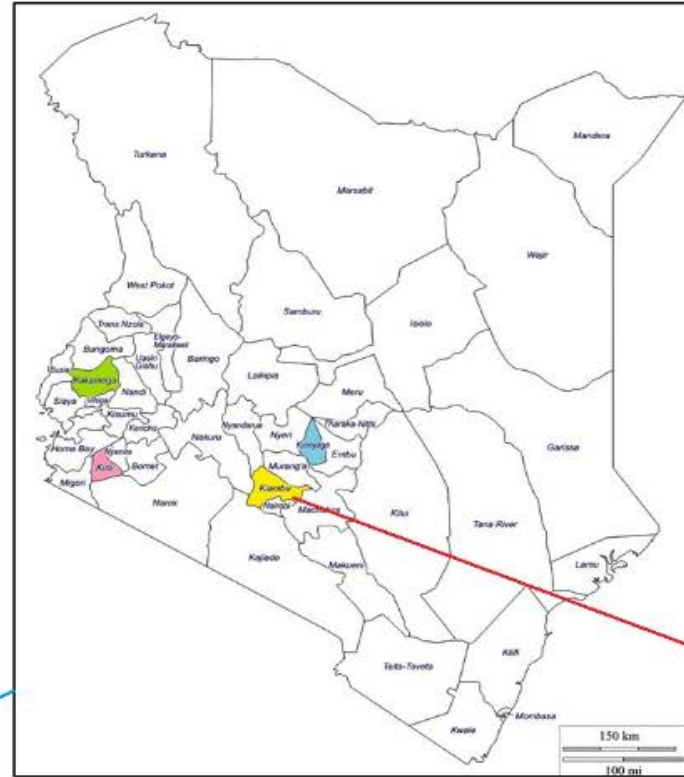 Mandera
Turkana
Marsabit
Wajir
West Pokot
Samburu
Isiolo
Trans Nzoia
Elgeyo-
Marakwet
Bungoma
Uasin
Gishu
Baringo
Busia
Kakamega
Laikipia
Nandi
Meru
Siaya
Vihiga
Kisumu
Tharaka-Nithi
Nyandarua
Nyeri
Kericho
Garissa
Nakuru
Embu
Homa Bay
Nyamira
Murang'a
Kisii
Bomet
Migori
Kiambu
Narok
Nairobi
Machakos
Kitui
Tana River
Kajiado
Lamu
Makueni
Kilifi
Taita-Taveta
Mombasa
Kwale
150 km
100 mi